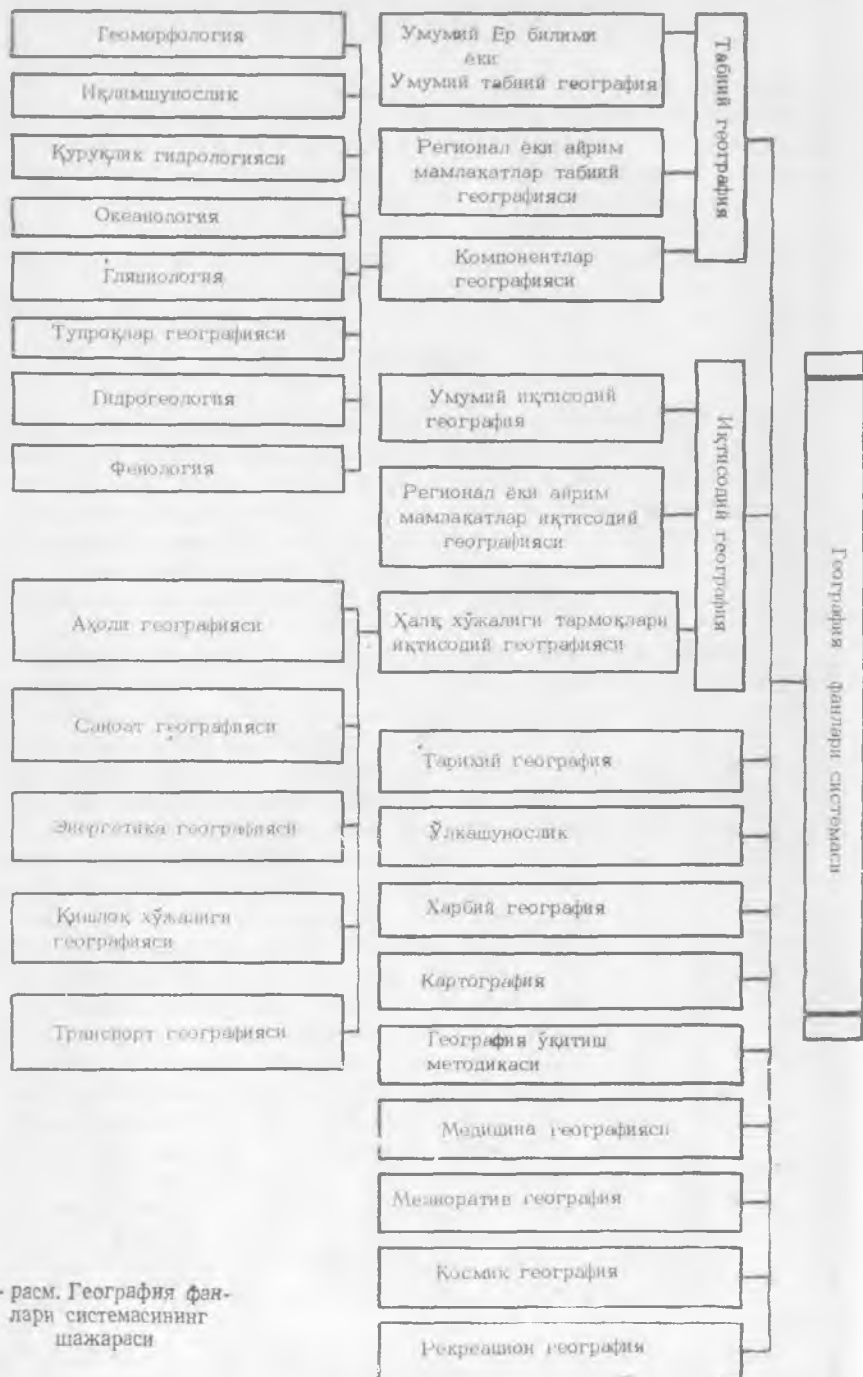 Геоморфология
Иқлимшунослик
Қуруқлик гидрологияси
Океанология
Гляциология
Тупроқлар географияси
Гидрогеология
Фенология
Аҳоли географияси
Саноат географияси
Энергетика географияси
Қишлоқ хўжалиги
географияси
Транспорт географияси
Умумий Ер билими
ёки
Умумий табиий география
Регионал ёки айрим
мамлакатлар табиий
географияси
Компонентлар
географияси
Умумий иқтисодий
география
Регионал ёки айрим
мамлакатлар иқтисодий
географияси
Ҳалқ хўжалиги тармоқлари
иқтисодий географияси
Тарихий география
Ўлкашунослик
Харбий география
Картография
География ўқитиш
методикаси
Медицина географияси
Мелиоратив география
Космик география
Рекреацион география
Табиий география
Иқтисодий география
География фанлари системаси
- расм. География фан-
лари системасининг
шажараси